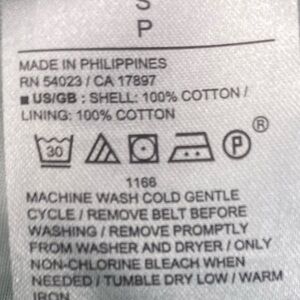 S
P
MADE IN PHILIPPINES
RN 54023 / CA 17897
■ US/GB : SHELL: 100% COTTON /
LINING: 100% COTTON
30 P ®
1166
MACHINE WASH COLD GENTLE
CYCLE / REMOVE BELT BEFORE
WASHING / REMOVE PROMPTLY
FROM WASHER AND DRYER / ONLY
NON-CHLORINE BLEACH WHEN
NEEDED / TUMBLE DRY LOW / WARM
IRON